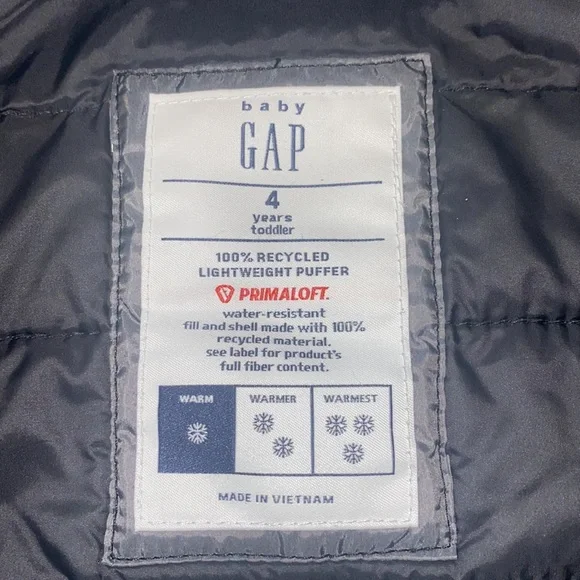 baby
GAP
4
years
toddler
100% RECYCLED
LIGHTWEIGHT PUFFER
PRIMALOFT.
water-resistant
fill and shell made with 100%
recycled material.
see label for product's
full fiber content.
WARM WARMER WARMEST
MADE IN VIETNAM